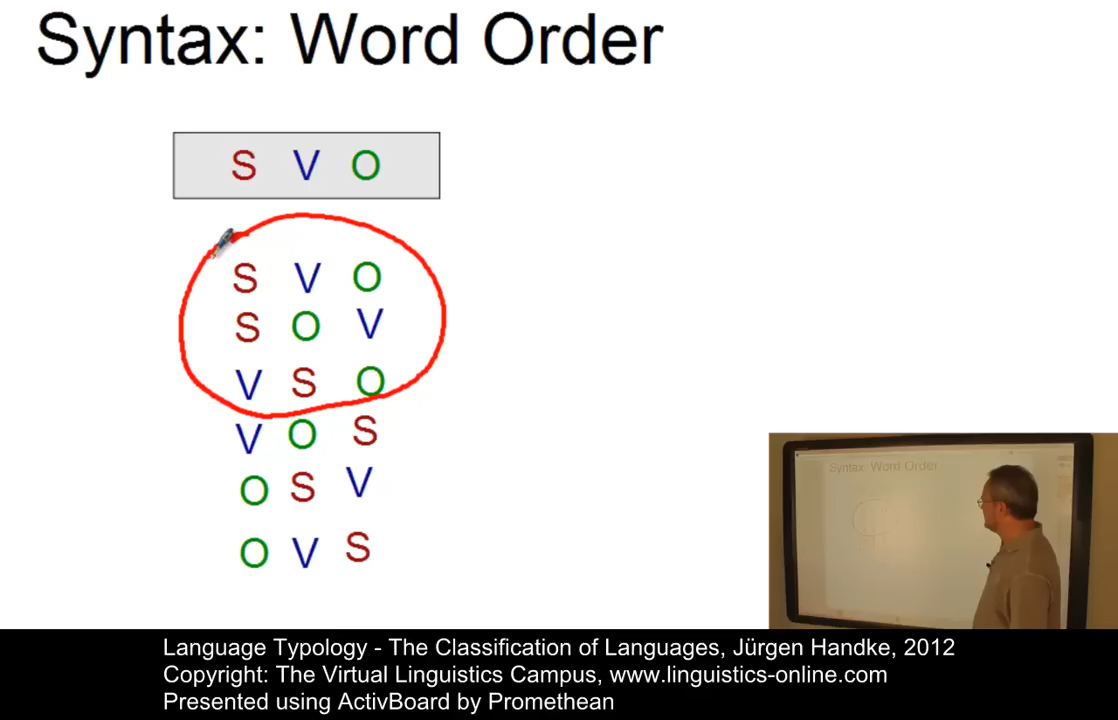 Syntax: Word Order
S V O
S V O
S O V
V S O
V O S
O S V
O V S
Syntax: Word Order
Language Typology - The Classification of Languages, Jürgen Handke, 2012
Copyright: The Virtual Linguistics Campus, www.linguistics-online.com
Presented using ActivBoard by Promethean